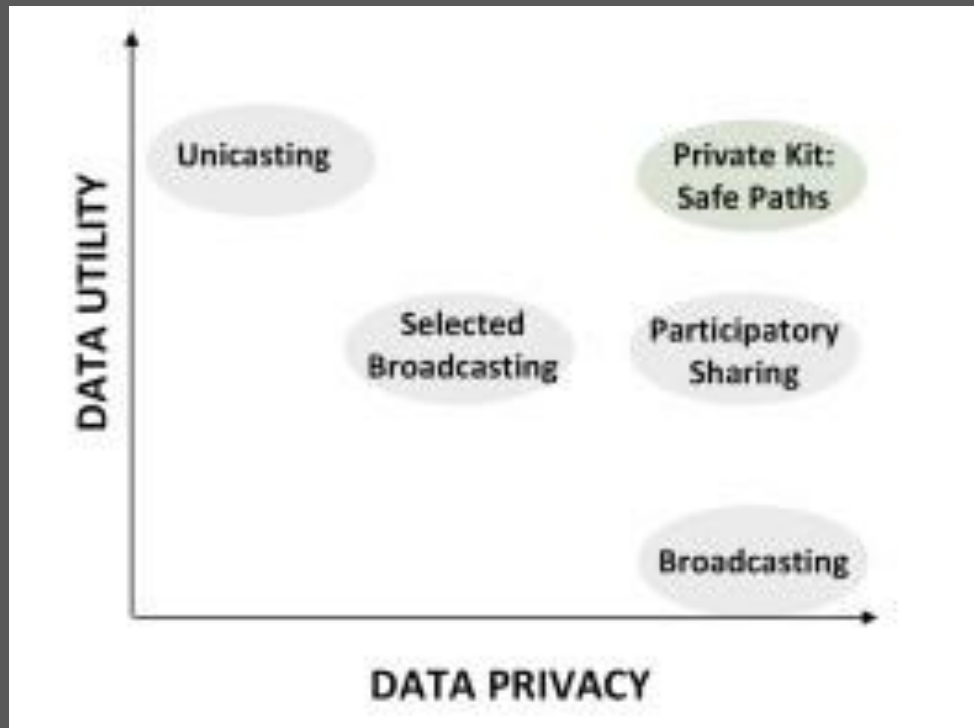 DATA UTILITY
Unicasting
Private Kit:
Safe Paths
Selected
Broadcasting
Participatory
Sharing
Broadcasting
DATA PRIVACY